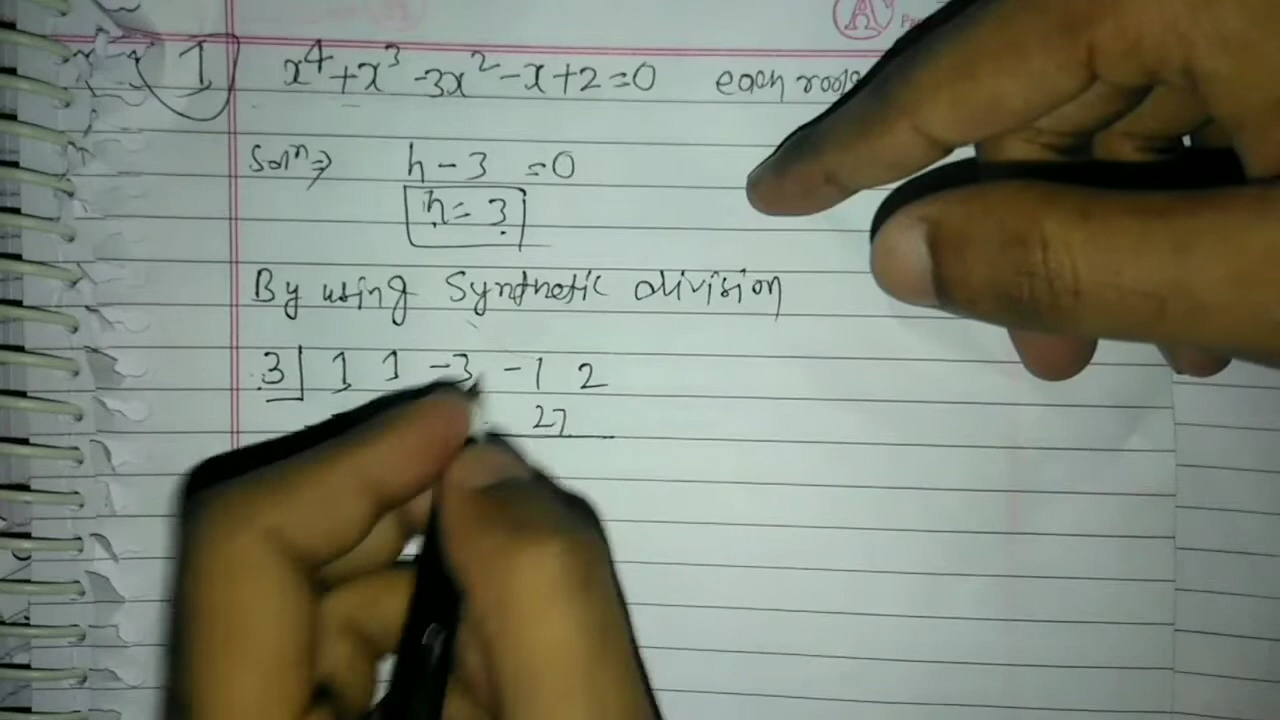 1 x⁴+x³-3x²-x+2=0 each
Solⁿ⇒ h-3 =0
h=3
By using Synthetic division
3 1 1 -3 -1 2
27